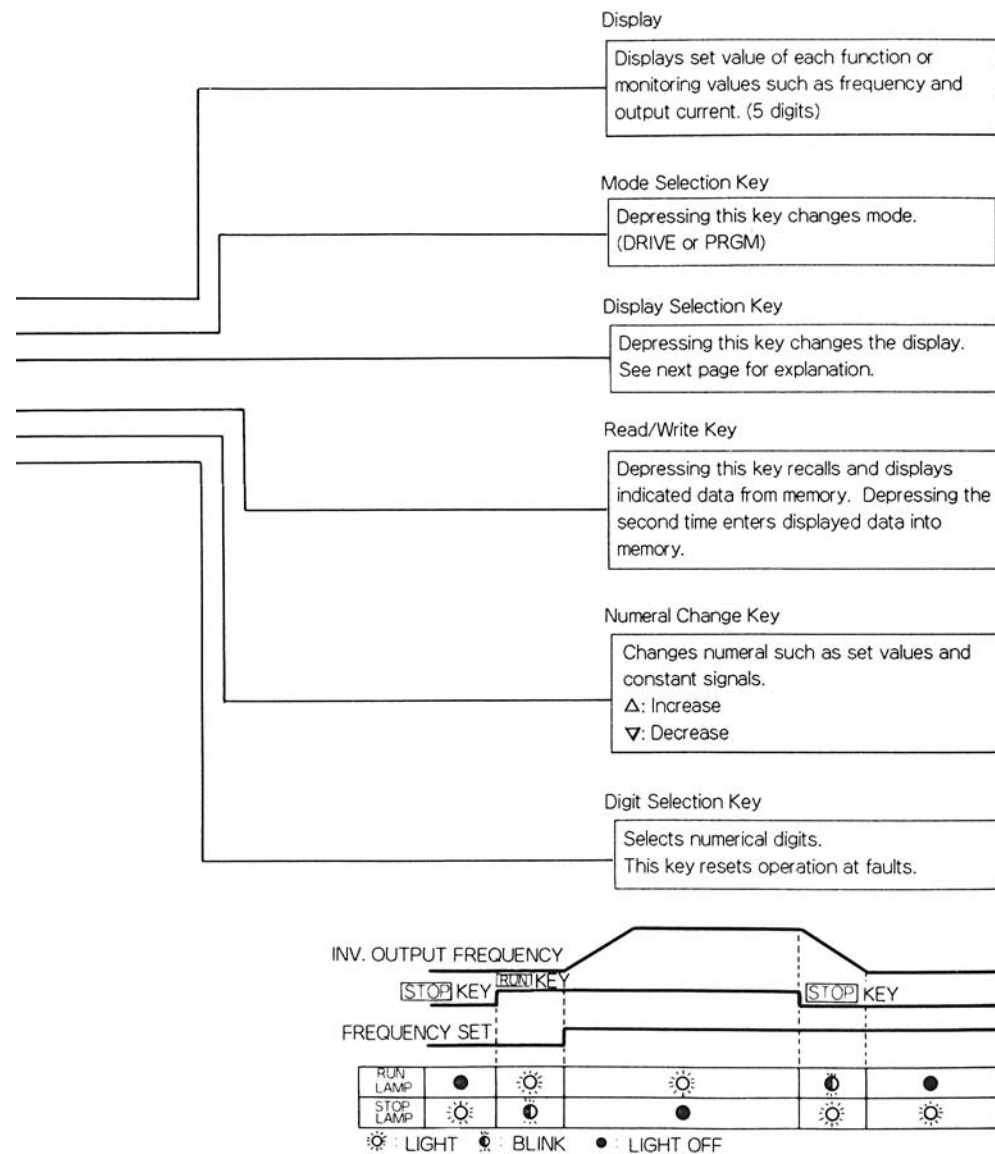 Display
Displays set value of each function or
monitoring values such as frequency and
output current. (5 digits)
Mode Selection Key
Depressing this key changes mode.
(DRIVE or PRGM)
Display Selection Key
Depressing this key changes the display.
See next page for explanation.
Read/Write Key
Depressing this key recalls and displays
indicated data from memory. Depressing the
second time enters displayed data into
memory.
Numeral Change Key
Changes numeral such as set values and
constant signals.
△: Increase
▽: Decrease
Digit Selection Key
Selects numerical digits.
This key resets operation at faults.
INV. OUTPUT FREQUENCY
RUN KEY
STOP KEY
STOP KEY
FREQUENCY SET
RUN
LAMP
STOP
LAMP
: LIGHT : BLINK ● : LIGHT OFF